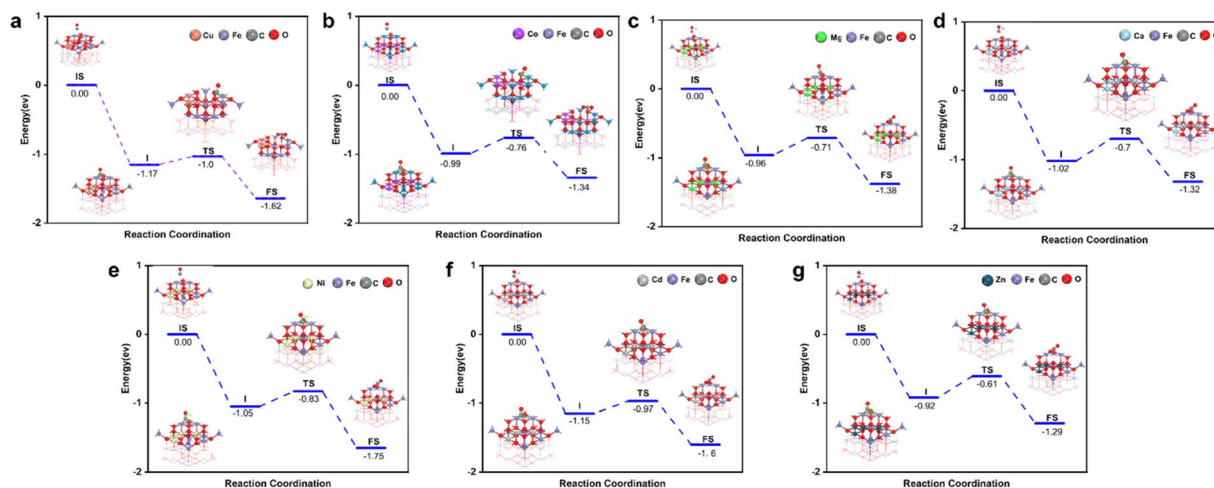 a
Cu Fe C O
1
0
-1
-2
Energy(ev)
IS
0.00
I
-1.17
TS
-1.0
FS
-1.62
Reaction Coordination
b
Co Fe C O
1
0
-1
-2
Energy(ev)
IS
0.00
I
-0.99
TS
-0.76
FS
-1.34
Reaction Coordination
c
Mg Fe C O
1
0
-1
-2
Energy(ev)
IS
0.00
I
-0.96
TS
-0.71
FS
-1.38
Reaction Coordination
d
Ca Fe C
1
0
-1
-2
Energy(ev)
IS
0.00
I
-1.02
TS
-0.7
FS
-1.32
Reaction Coordination
e
Ni Fe C O
1
0
-1
-2
Energy(ev)
IS
0.00
I
-1.05
TS
-0.83
FS
-1.75
Reaction Coordination
f
Cd Fe C O
1
0
-1
-2
Energy(ev)
IS
0.00
I
-1.15
TS
-0.97
FS
-1. 6
Reaction Coordination
g
Zn Fe C O
1
0
-1
-2
Energy(ev)
IS
0.00
I
-0.92
TS
-0.61
FS
-1.29
Reaction Coordination